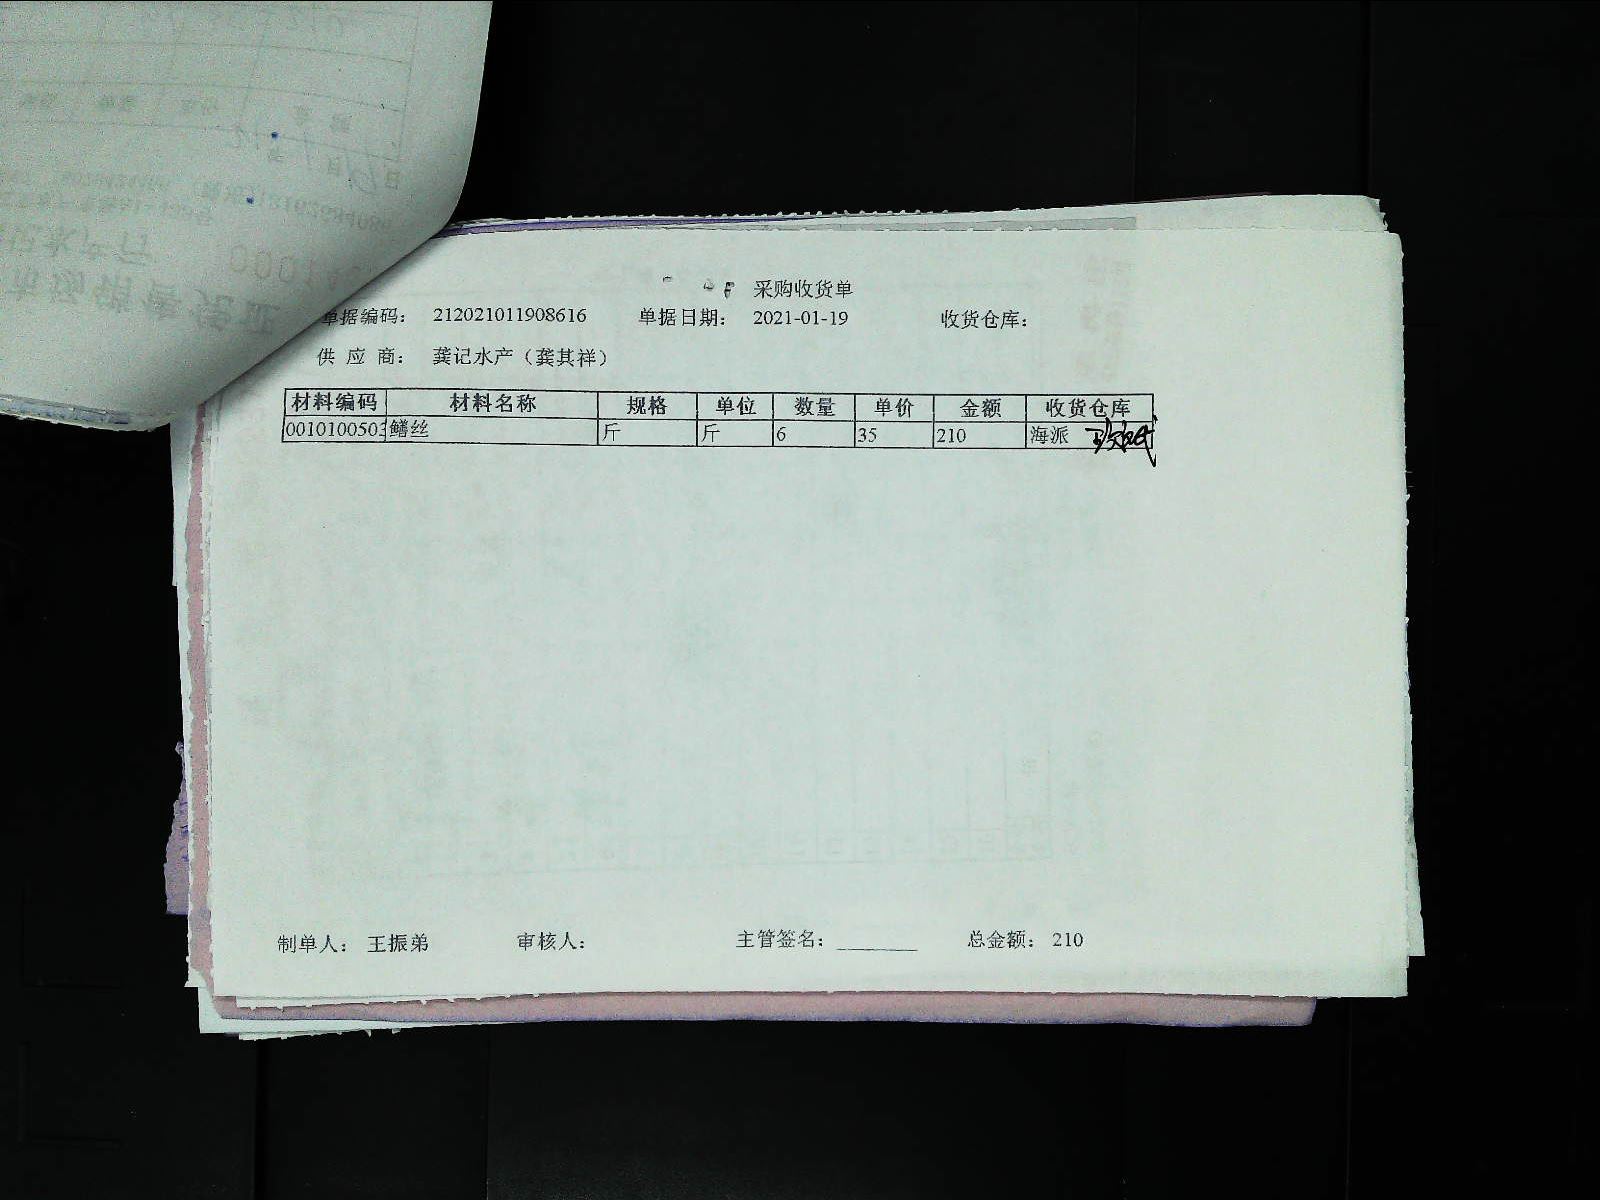 采购收货单
单据编码： 212021011908616 单据日期： 2021-01-19 收货仓库：
供 应 商： 龚记水产（龚其祥）
材料编码 材料名称 规格 单位 数量 单价 金额 收货仓库
0010100503 鳝丝 斤 斤 6 35 210 海派
制单人： 王振弟 审核人： 主管签名： ________ 总金额： 210